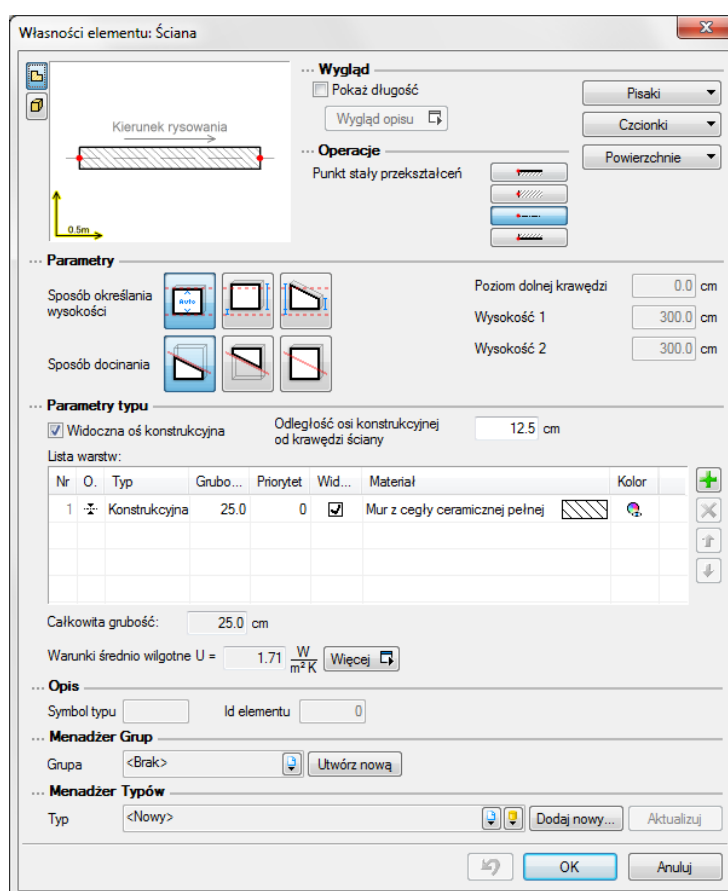 Własności elementu: Ściana
Kierunek rysowania
0.5m
Wygląd
Pokaż długość
Wygląd opisu
Operacje
Punkt stały przekształceń
Pisaki
Czcionki
Powierzchnie
Parametry
Sposób określania
wysokości
Auto
Sposób docinania
Poziom dolnej krawędzi 0.0 cm
Wysokość 1 300.0 cm
Wysokość 2 300.0 cm
Parametry typu
Widoczna oś konstrukcyjna
Odległość osi konstrukcyjnej
od krawędzi ściany
12.5 cm
Lista warstw:
Nr O. Typ Grubo... Priorytet Wid... Materiał Kolor
1 Konstrukcyjna 25.0 0 Mur z cegły ceramicznej pełnej
Całkowita grubość: 25.0 cm
Warunki średnio wilgotne U = 1.71 W
m² K
Więcej
Opis
Symbol typu Id elementu 0
Menadżer Grup
Grupa <Brak> Utwórz nową
Menadżer Typów
Typ <Nowy> Dodaj nowy... Aktualizuj
OK Anuluj